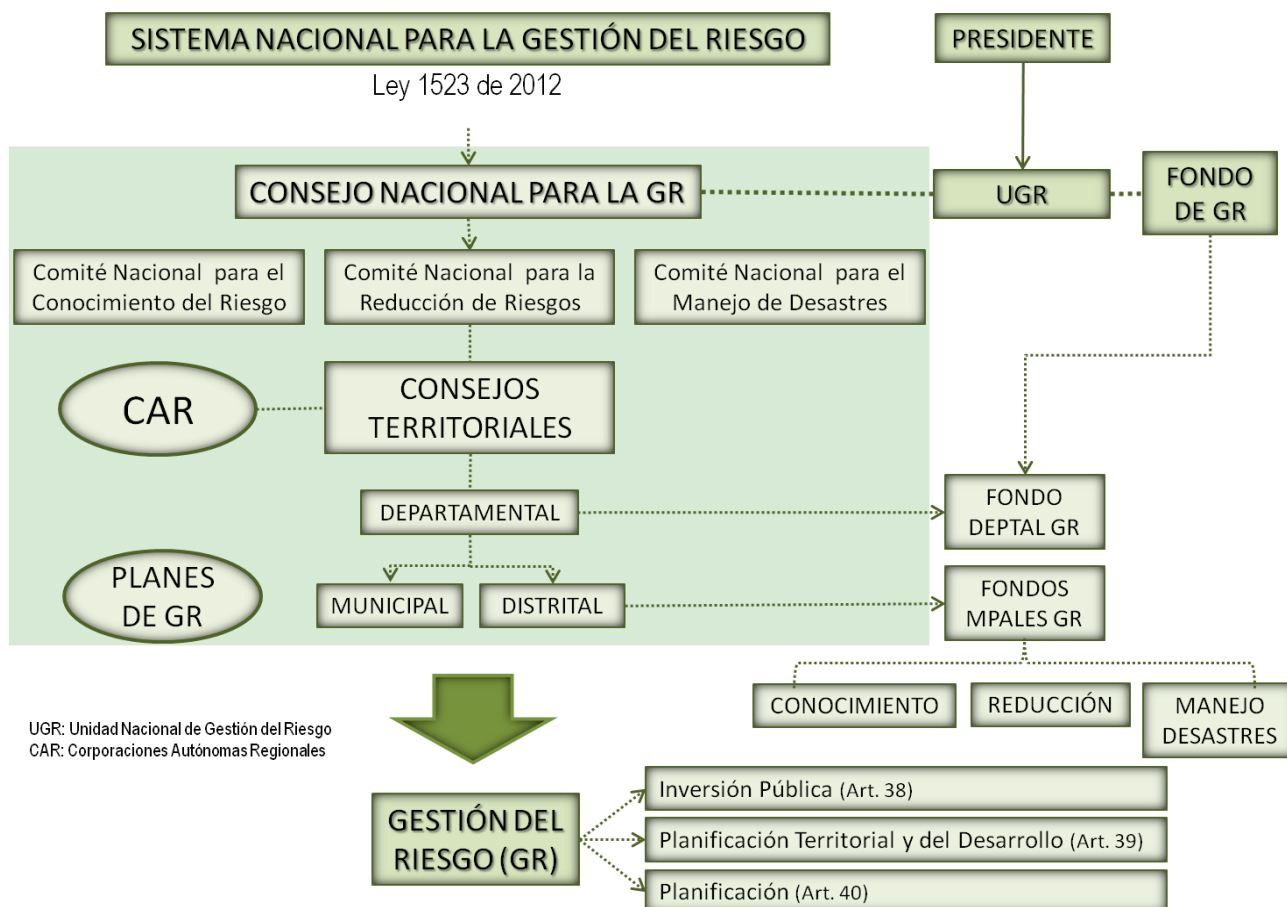 SISTEMA NACIONAL PARA LA GESTIÓN DEL RIESGO
PRESIDENTE
Ley 1523 de 2012
CONSEJO NACIONAL PARA LA GR
UGR
FONDO
DE GR
Comité Nacional para el
Conocimiento del Riesgo
Comité Nacional para la
Reducción de Riesgos
Comité Nacional para el
Manejo de Desastres
CAR
CONSEJOS
TERRITORIALES
DEPARTAMENTAL
FONDO
DEPTAL GR
PLANES
DE GR
MUNICIPAL
DISTRITAL
FONDOS
MPALES GR
CONOCIMIENTO
REDUCCIÓN
MANEJO
DESASTRES
UGR: Unidad Nacional de Gestión del Riesgo
CAR: Corporaciones Autónomas Regionales
GESTIÓN DEL
RIESGO (GR)
Inversión Pública (Art. 38)
Planificación Territorial y del Desarrollo (Art. 39)
Planificación (Art. 40)